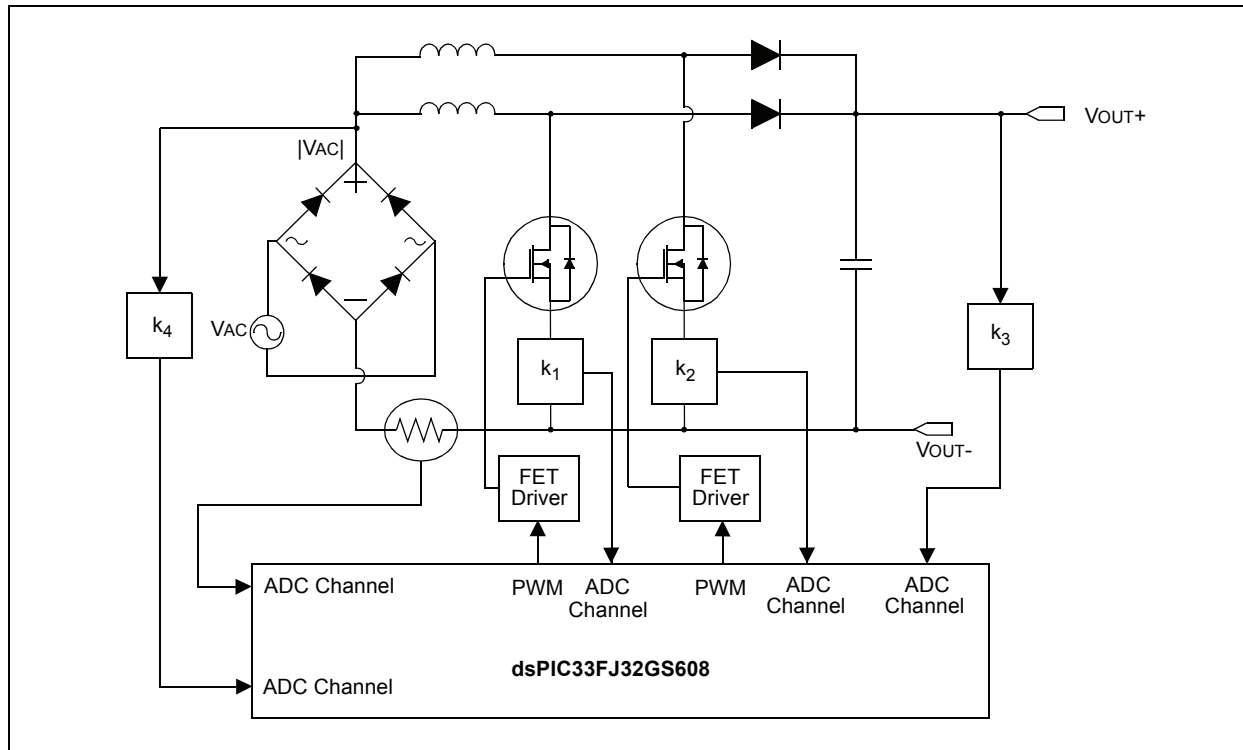 VOUT+
|VAC|
+
k4
VAC
k3
k1
k2
VOUT-
FET
Driver
FET
Driver
ADC Channel
PWM
ADC
Channel
PWM
ADC
Channel
ADC
Channel
dsPIC33FJ32GS608
ADC Channel